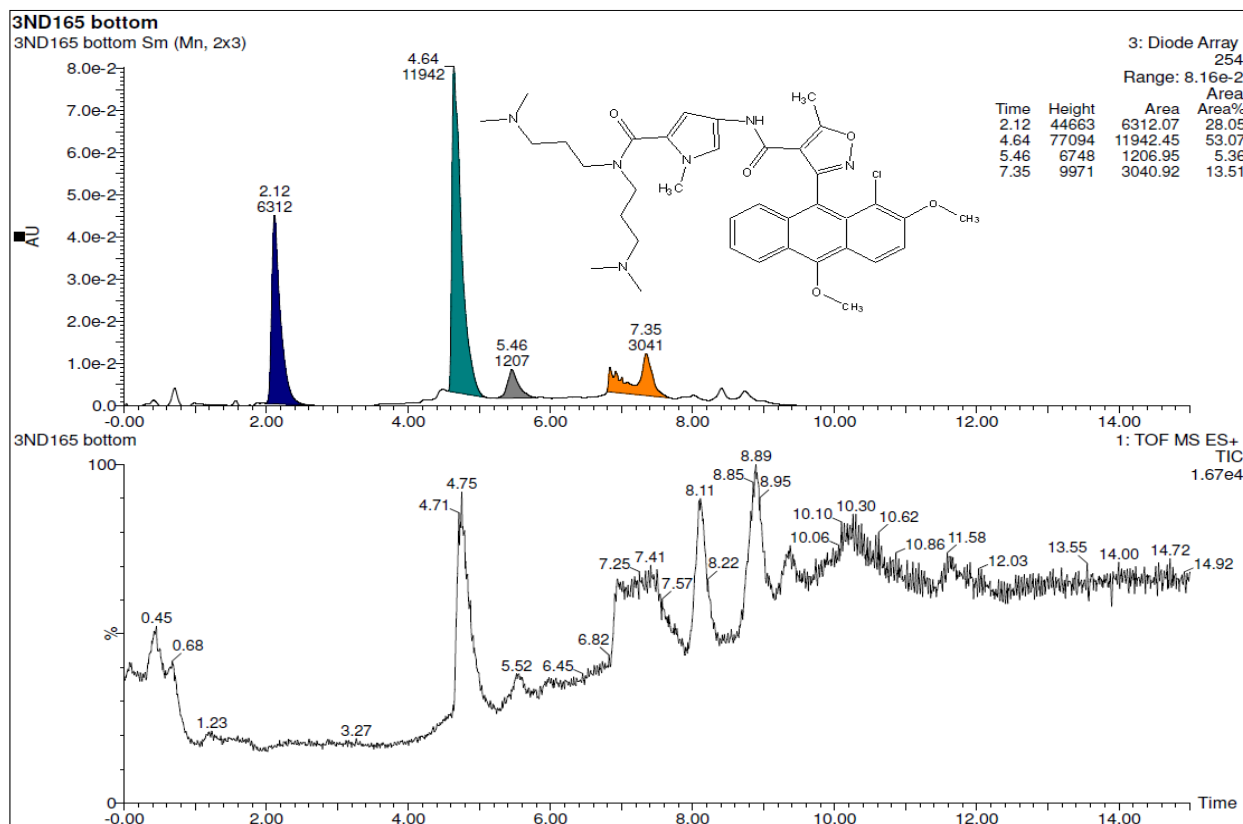 3ND165 bottom
3ND165 bottom Sm (Mn, 2x3)
3: Diode Array
254
Range: 8.16e-2
Area
Time Height Area Area%
2.12 44663 6312.07 28.05
4.64 77094 11942.45 53.07
5.46 6748 1206.95 5.36
7.35 9971 3040.92 13.51
8.0e-2
7.0e-2
6.0e-2
5.0e-2
4.0e-2
3.0e-2
2.0e-2
1.0e-2
0.0
AU
2.12
6312
4.64
11942
5.46
1207
7.35
3041
N
O
N
N
H₃C
N
NH
O
H₃C
O
N
Cl
O
CH₃
O
CH₃
-0.00
2.00
4.00
6.00
8.00
10.00
12.00
14.00
3ND165 bottom
1: TOF MS ES+
TIC
1.67e4
100
%
0
0.45
0.68
1.23
3.27
4.71
4.75
5.52
6.45
6.82
7.25
7.41
7.57
8.11
8.22
8.85
8.89
8.95
10.06
10.10
10.30
10.62
10.86
11.58
12.03
13.55
14.00
14.72
14.92
-0.00
2.00
4.00
6.00
8.00
10.00
12.00
14.00
Time